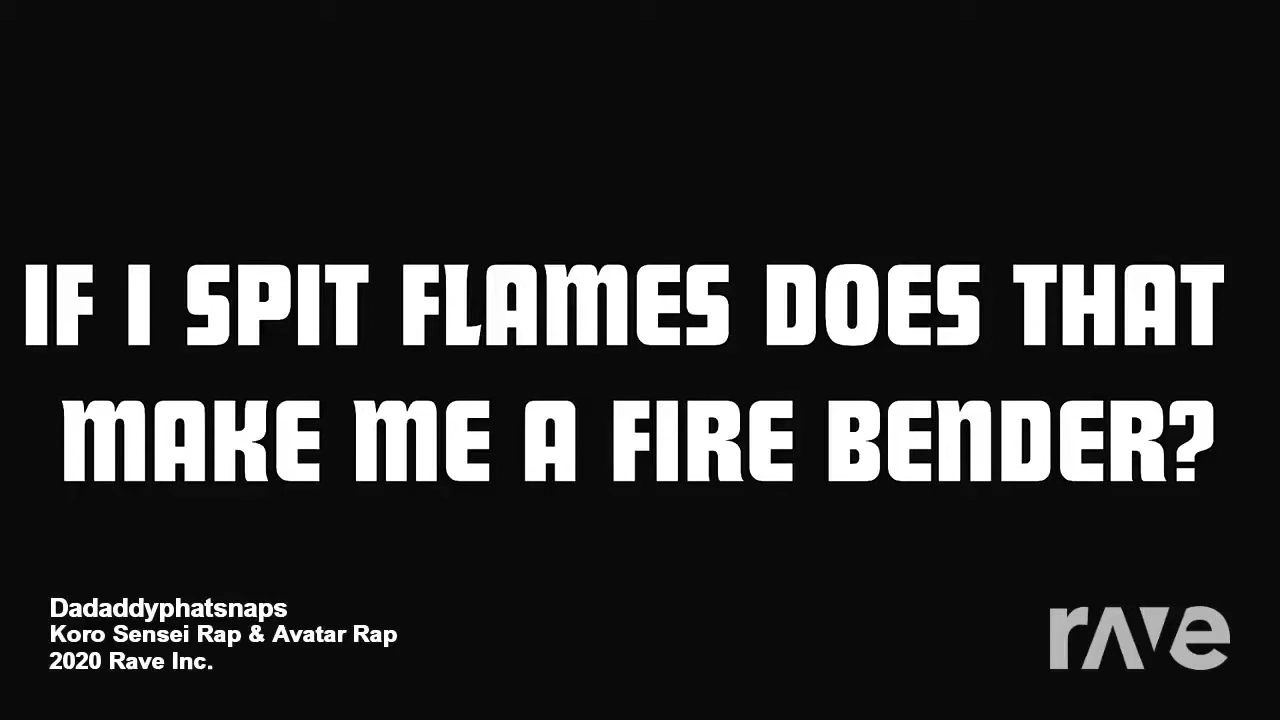 IF I SPIT FLAMES DOES THAT
MAKE ME A FIRE BENDER?
Dadaddyphatsnaps
Koro Sensei Rap & Avatar Rap
2020 Rave Inc.
rave